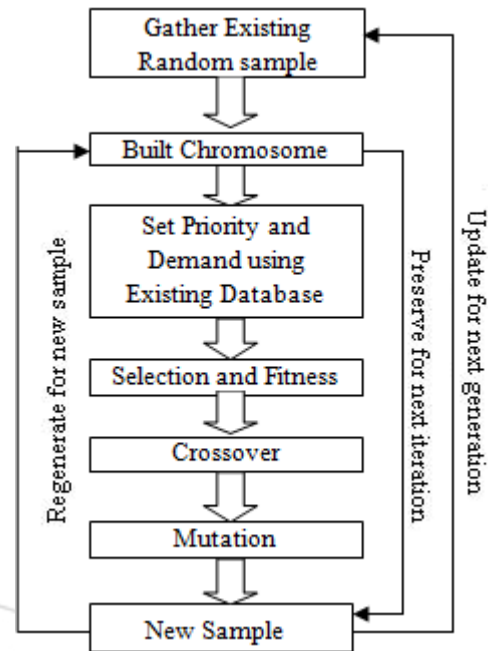 Gather Existing
Random sample
Built Chromosome
Set Priority and
Demand using
Existing Database
Selection and Fitness
Crossover
Mutation
New Sample
Regenerate for new sample
Preserve for next iteration
Update for next generation